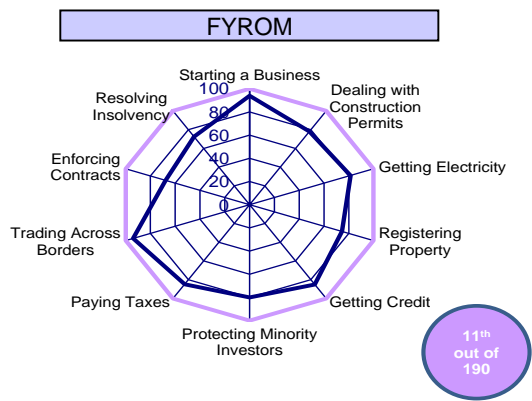 FYROM
Starting a Business
Dealing with
Construction
Permits
Getting Electricity
Registering
Property
Getting Credit
Protecting Minority
Investors
Paying Taxes
Trading Across
Borders
Enforcing
Contracts
Resolving
Insolvency
100
80
60
40
20
0
11th
out of
190